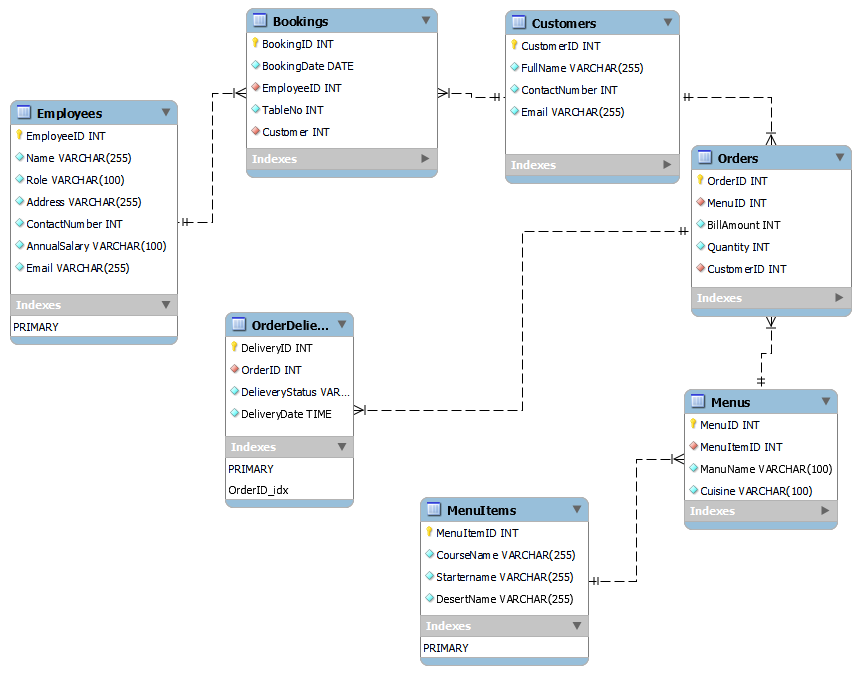 Bookings
BookingID INT
BookingDate DATE
EmployeeID INT
TableNo INT
Customer INT
Indexes
Customers
CustomerID INT
FullName VARCHAR(255)
ContactNumber INT
Email VARCHAR(255)
Indexes
Employees
EmployeeID INT
Name VARCHAR(255)
Role VARCHAR(100)
Address VARCHAR(255)
ContactNumber INT
AnnualSalary VARCHAR(100)
Email VARCHAR(255)
Indexes
PRIMARY
Orders
OrderID INT
MenuID INT
BillAmount INT
Quantity INT
CustomerID INT
Indexes
OrderDelie...
DeliveryID INT
OrderID INT
DelieveryStatus VAR...
DeliveryDate TIME
Indexes
PRIMARY
OrderID_idx
Menus
MenuID INT
MenuItemID INT
ManuName VARCHAR(100)
Cuisine VARCHAR(100)
Indexes
MenuItems
MenuItemID INT
CourseName VARCHAR(255)
Startername VARCHAR(255)
DesertName VARCHAR(255)
Indexes
PRIMARY